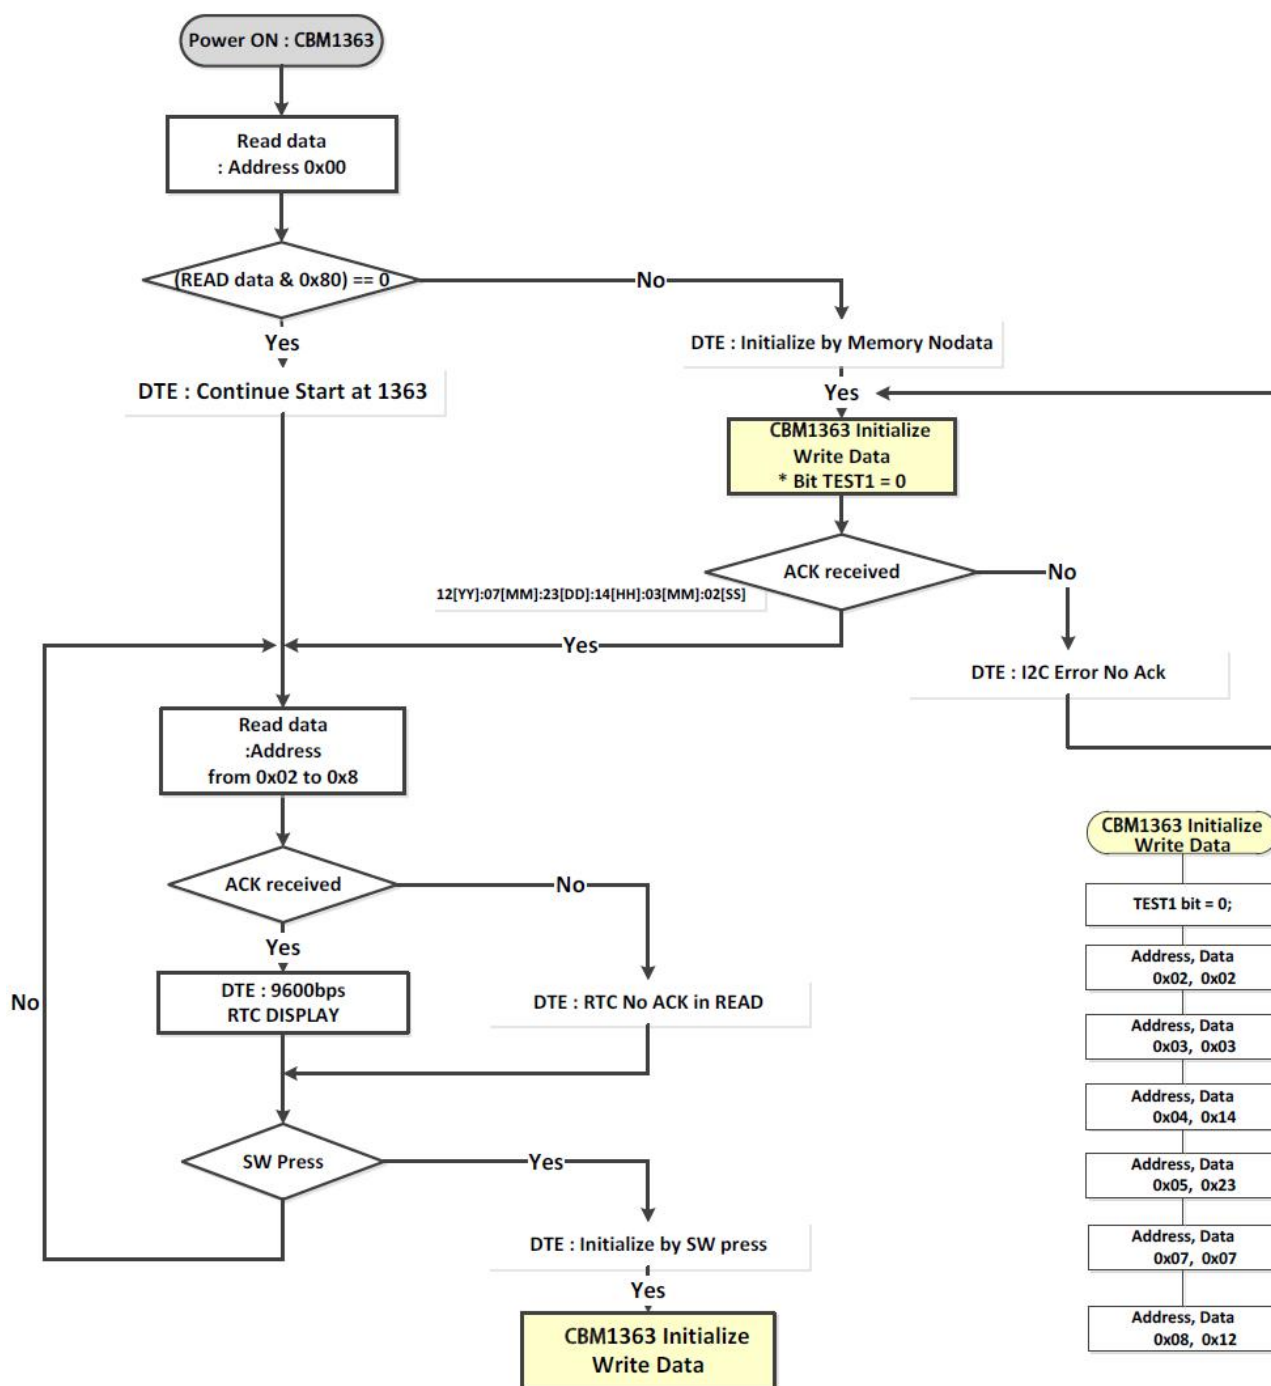 Power ON : CBM1363
Read data
: Address 0x00
(READ data & 0x80) == 0
No
Yes
DTE : Initialize by Memory Nodata
DTE : Continue Start at 1363
Yes
CBM1363 Initialize
Write Data
* Bit TEST1 = 0
ACK received
No
12[YY]:07[MM]:23[DD]:14[HH]:03[MM]:02[SS]
Yes
DTE : I2C Error No Ack
Read data
:Address
from 0x02 to 0x8
ACK received
No
Yes
DTE : 9600bps
RTC DISPLAY
No
DTE : RTC No ACK in READ
SW Press
Yes
DTE : Initialize by SW press
Yes
CBM1363 Initialize
Write Data
CBM1363 Initialize
Write Data
TEST1 bit = 0;
Address, Data
0x02, 0x02
Address, Data
0x03, 0x03
Address, Data
0x04, 0x14
Address, Data
0x05, 0x23
Address, Data
0x07, 0x07
Address, Data
0x08, 0x12